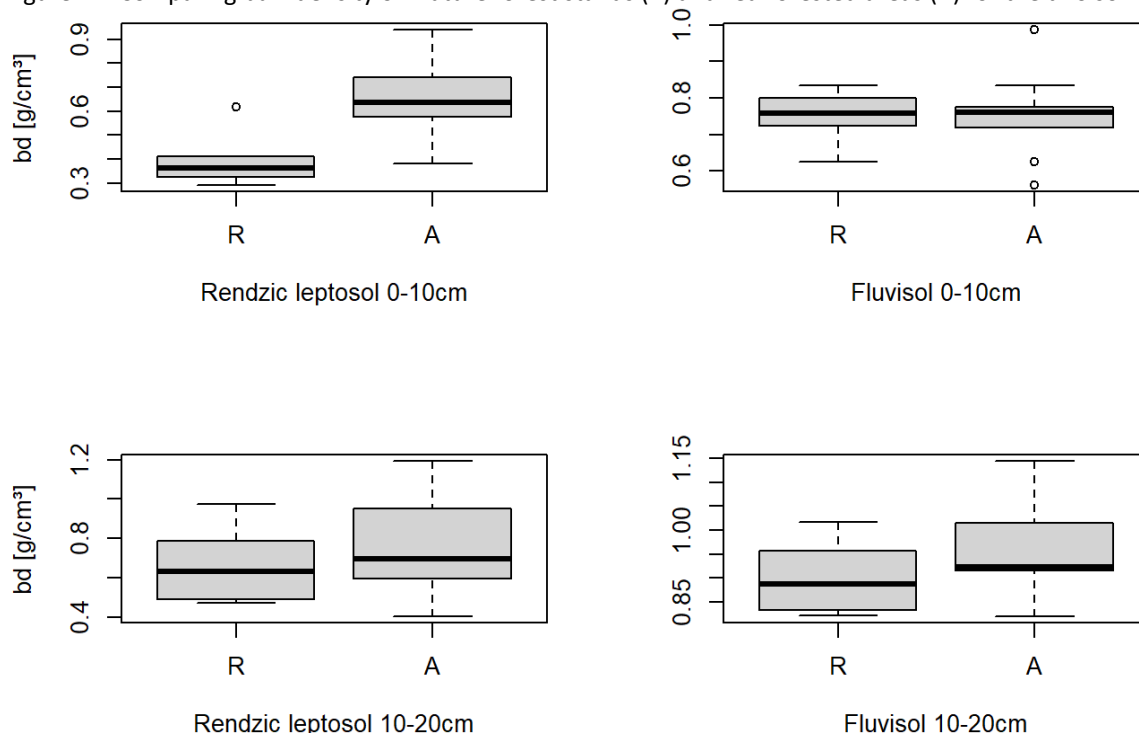 0.9
0.6
0.3
bd [g/cm³]
R A
Rendzic leptosol 0-10cm
1.0
0.8
0.6
R A
Fluvisol 0-10cm
1.2
0.8
0.4
bd [g/cm³]
R A
Rendzic leptosol 10-20cm
1.15
1.00
0.85
R A
Fluvisol 10-20cm